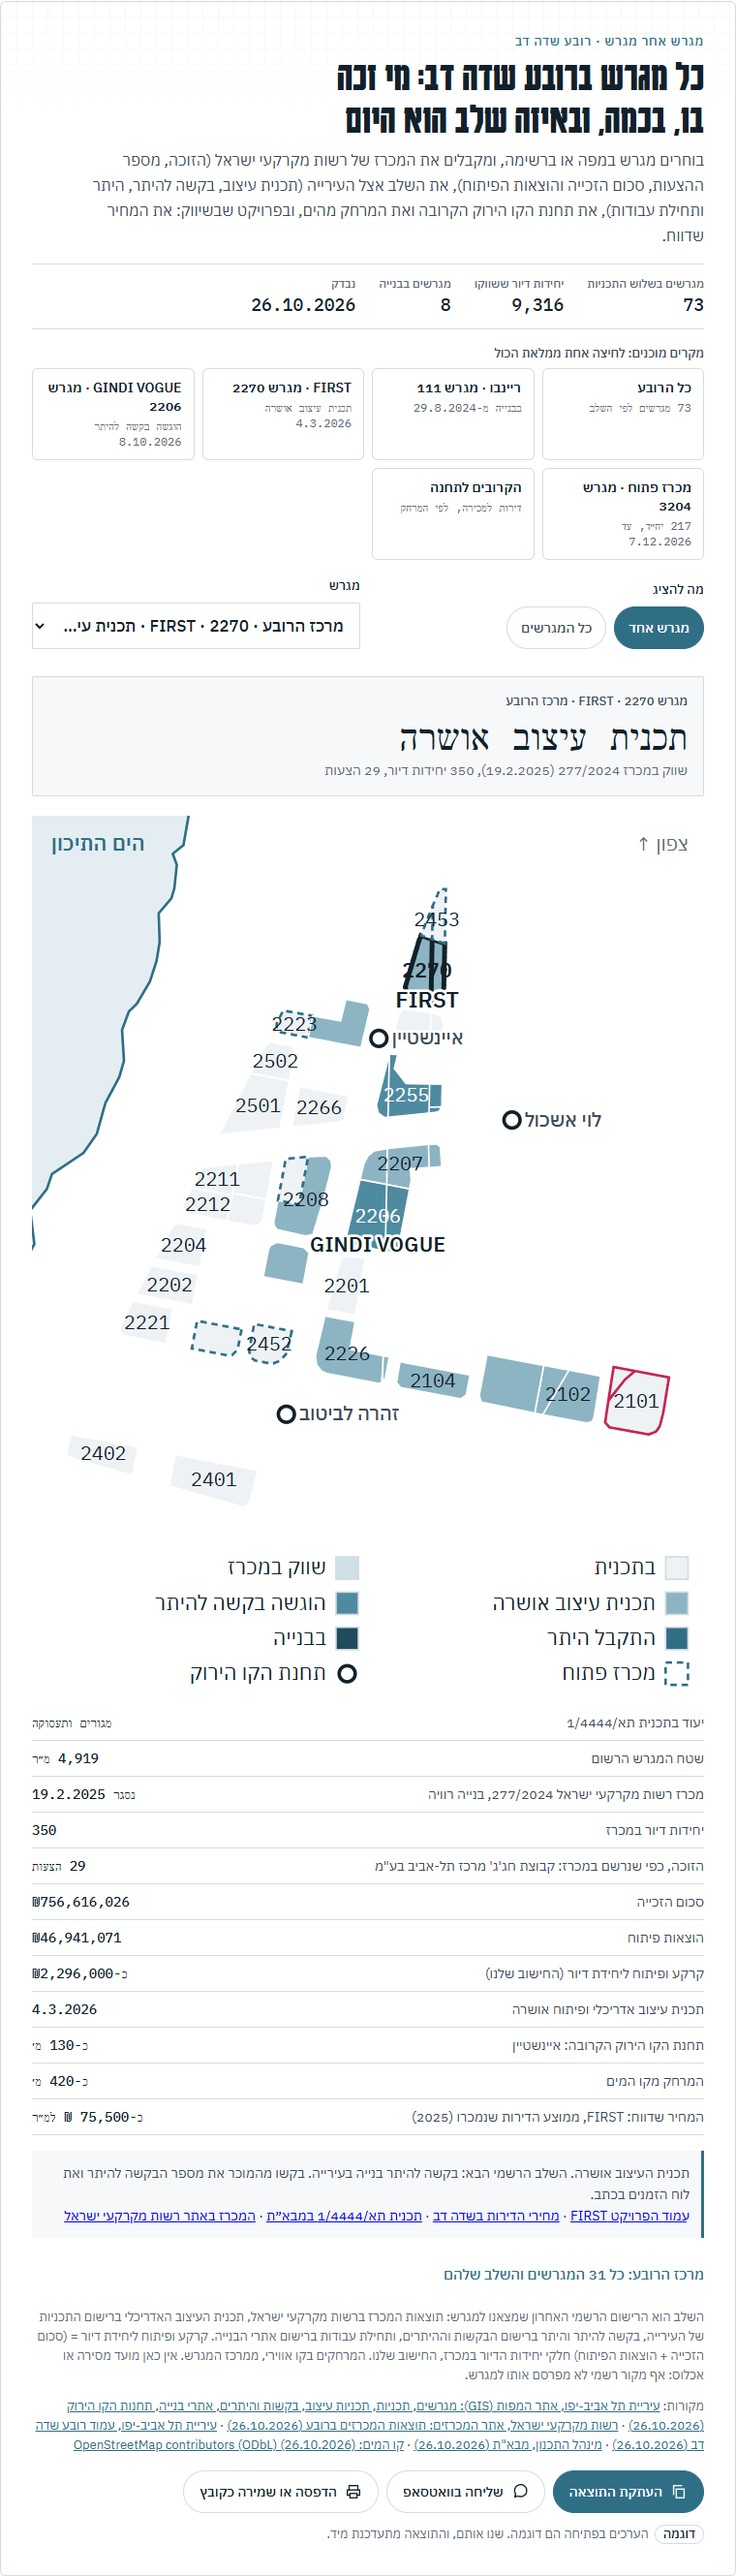 מגרש אחר מגרש · רובע שדה דב
כל מגרש ברובע שדה דב: מי זכה
בו, בכמה, ובאיזה שלב הוא היום
בוחרים מגרש במפה או ברשימה, ומקבלים את המכרז של רשות מקרקעי ישראל (הזוכה, מספר
ההצעות, סכום הזכייה והוצאות הפיתוח), את השלב אצל העירייה (תכנית עיצוב, בקשה להיתר, היתר
ותחילת עבודות), את תחנת הקו הירוק הקרובה ואת המרחק מהים, ובפרויקט שבשיווק: את המחיר
שדווח.
מגרשים בשלוש התכניות
73
יחידות דיור ששווקו
9,316
מגרשים בבנייה
8
נבדק
26.10.2026
מקרים מוכנים: לחיצה אחת ממלאת הכול
כל הרובע
73 מגרשים לפי השלב
ריינבו · מגרש 111
בבנייה מ-29.8.2024
FIRST · מגרש 2270
תכנית עיצוב אושרה
4.3.2026
GINDI VOGUE · מגרש
2206
הוגשה בקשה להיתר
8.10.2026
מכרז פתוח · מגרש
3204
217 יח״ד, עד
7.12.2026
הקרובים לתחנה
דירות למכירה, לפי המרחק
מה להציג
מגרש אחד
כל המגרשים
מגרש
מרכז הרובע · 2270 · FIRST · תכנית עי...
מגרש 2270 · FIRST · מרכז הרובע
תכנית עיצוב אושרה
שווק במכרז 277/2024 (19.2.2025), 350 יחידות דיור, 29 הצעות
צפון ↑
הים התיכון
2453
2270
FIRST
2223
איינשטיין
2502
2255
2501
2266
לוי אשכול
2207
2211
2208
2212
2206
GINDI VOGUE
2204
2202
2201
2221
2452
2226
2104
2102
2101
זהרה לביטוב
2402
2401
בתכנית
שווק במכרז
תכנית עיצוב אושרה
הוגשה בקשה להיתר
התקבל היתר
בבנייה
מכרז פתוח
תחנת הקו הירוק
יעוד בתכנית תא/1/4444
מגורים ותעסוקה
שטח המגרש הרשום
4,919 מ״ר
מכרז רשות מקרקעי ישראל 277/2024, בנייה רוויה
נסגר 19.2.2025
יחידות דיור במכרז
350
הזוכה, כפי שנרשם במכרז: קבוצת חג'ג' מרכז תל-אביב בע"מ
29 הצעות
סכום הזכייה
₪756,616,026
הוצאות פיתוח
₪46,941,071
קרקע ופיתוח ליחידת דיור (החישוב שלנו)
כ-₪2,296,000
תכנית עיצוב אדריכלי ופיתוח אושרה
4.3.2026
תחנת הקו הירוק הקרובה: איינשטיין
כ-130 מ׳
המרחק מקו המים
כ-420 מ׳
המחיר שדווח: FIRST, ממוצע הדירות שנמכרו (2025)
כ-75,500 ₪ למ״ר
תכנית העיצוב אושרה. השלב הרשמי הבא: בקשה להיתר בנייה בעירייה. בקשו מהמוכר את מספר הבקשה להיתר ואת
לוח הזמנים בכתב.
עמוד הפרויקט FIRST · מחירי הדירות בשדה דב · תכנית תא/1/4444 במבא״ת · המכרז באתר רשות מקרקעי ישראל
מרכז הרובע: כל 31 המגרשים והשלב שלהם
השלב הוא הרישום הרשמי האחרון שמצאנו למגרש: תוצאות המכרז ברשות מקרקעי ישראל, תכנית העיצוב האדריכלי ברישום התכניות
של העירייה, בקשה להיתר והיתר ברישום הבקשות וההיתרים, ותחילת עבודות ברישום אתרי הבנייה. קרקע ופיתוח ליחידת דיור = (סכום
הזכייה + הוצאות הפיתוח) חלקי יחידות הדיור במכרז, החישוב שלנו. המרחקים בקו אווירי, ממרכז המגרש. אין כאן מועד מסירה או
אכלוס: אף מקור רשמי לא מפרסם אותו למגרש.
מקורות: עיריית תל אביב-יפו, אתר המפות (GIS): מגרשים, תכניות, תכניות עיצוב, בקשות והיתרים, אתרי בנייה, תחנות הקו הירוק
(26.10.2026) · רשות מקרקעי ישראל, אתר המכרזים: תוצאות המכרזים ברובע (26.10.2026) · עיריית תל אביב-יפו, עמוד רובע שדה
דב (26.10.2026) · מינהל התכנון, מבא"ת (26.10.2026) · קו המים: OpenStreetMap contributors (ODbL) (26.10.2026)
העתקת התוצאה
שליחה בוואטסאפ
הדפסה או שמירה כקובץ
דוגמה הערכים בפתיחה הם דוגמה. שנו אותם, והתוצאה מתעדכנת מיד.